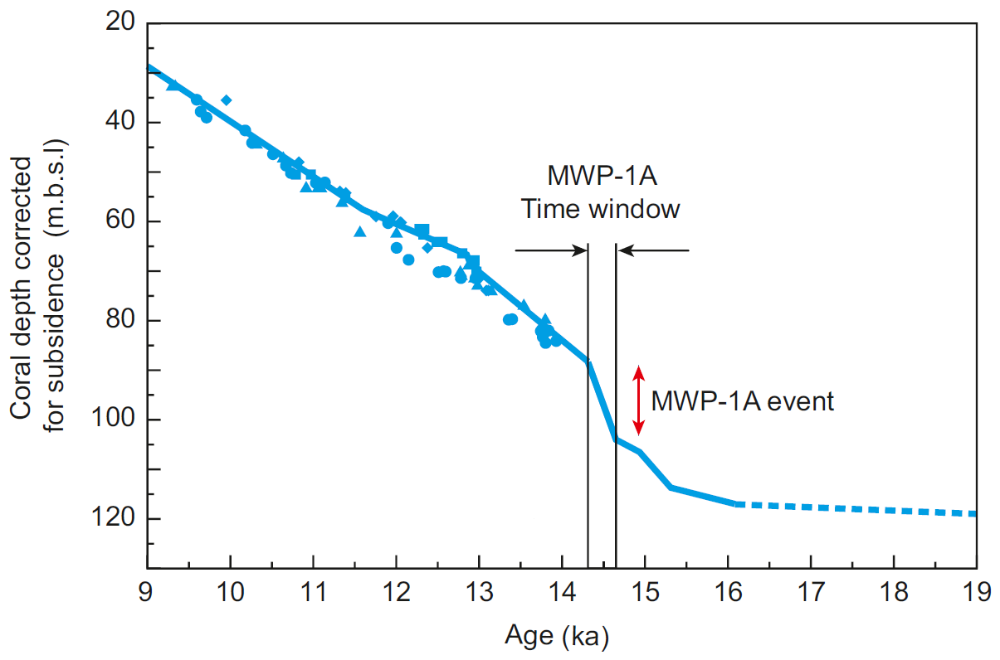 20
40
60
80
100
120
Coral depth corrected
for subsidence (m.b.s.l)
MWP-1A
Time window
MWP-1A event
9 10 11 12 13 14 15 16 17 18 19
Age (ka)